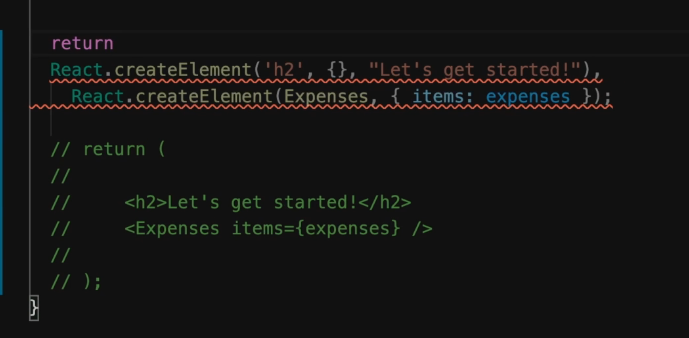 return
React.createElement('h2', {}, "Let's get started!"),
React.createElement(Expenses, { items: expenses });
// return (
//
//     <h2>Let's get started!</h2>
//     <Expenses items={expenses} />
//
// );
}